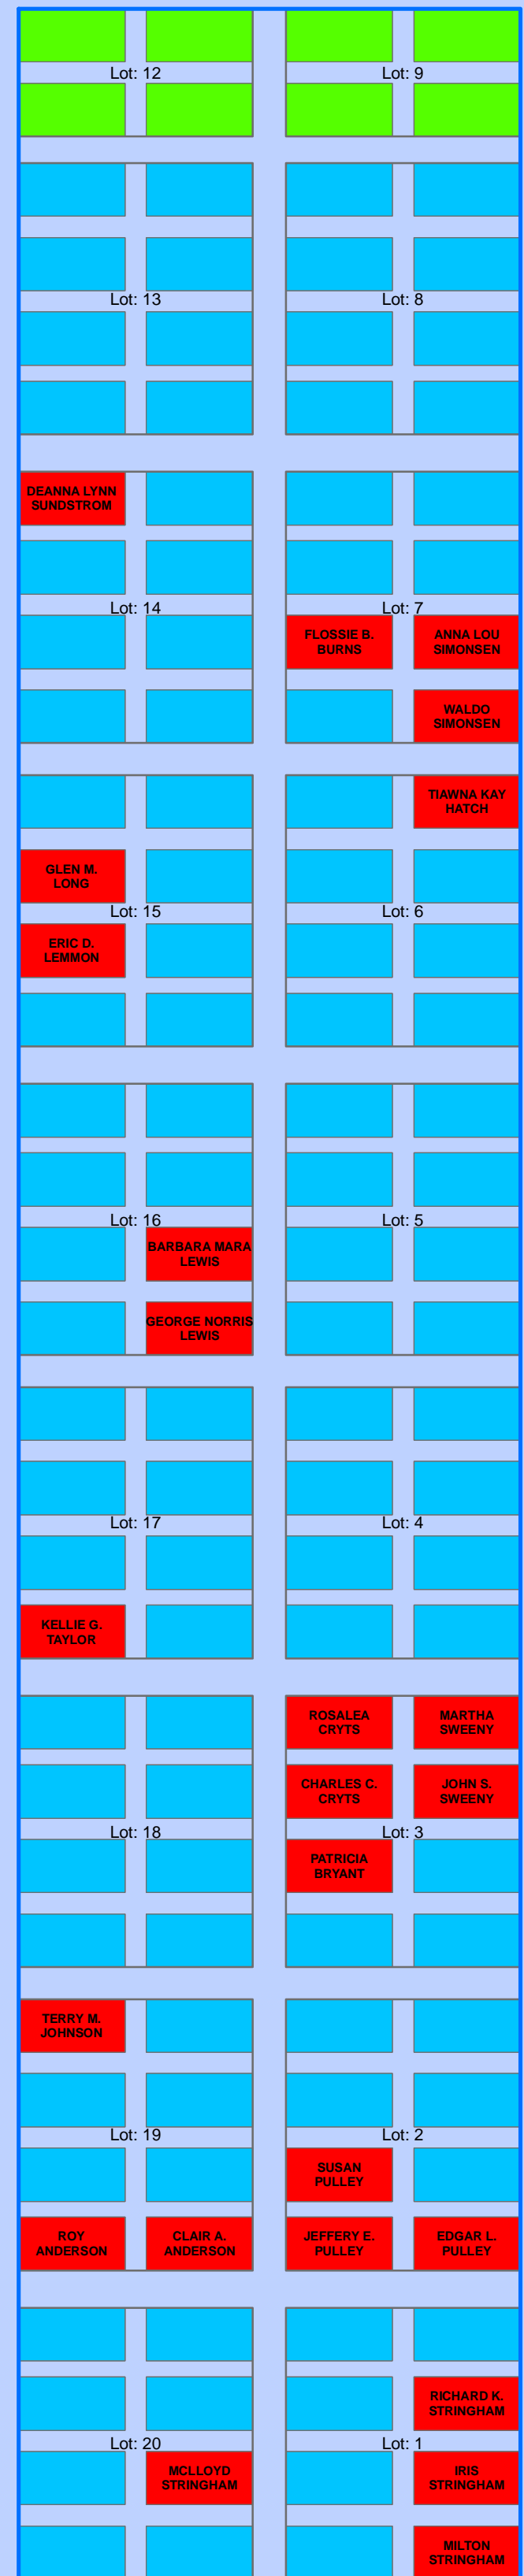 Lot: 12
Lot: 9
Lot: 13
Lot: 8
DEANNA LYNN
SUNDSTROM
Lot: 14
Lot: 7
FLOSSIE B.
BURNS
ANNA LOU
SIMONSEN
WALDO
SIMONSEN
TIAWNA KAY
HATCH
GLEN M.
LONG
Lot: 15
Lot: 6
ERIC D.
LEMMON
Lot: 16
Lot: 5
BARBARA MARA
LEWIS
GEORGE NORRIS
LEWIS
Lot: 17
Lot: 4
KELLIE G.
TAYLOR
ROSALEA
CRYTS
MARTHA
SWEENY
CHARLES C.
CRYTS
JOHN S.
SWEENY
Lot: 18
Lot: 3
PATRICIA
BRYANT
TERRY M.
JOHNSON
Lot: 19
Lot: 2
SUSAN
PULLEY
ROY
ANDERSON
CLAIR A.
ANDERSON
JEFFERY E.
PULLEY
EDGAR L.
PULLEY
RICHARD K.
STRINGHAM
Lot: 20
Lot: 1
MCLLOYD
STRINGHAM
IRIS
STRINGHAM
MILTON
STRINGHAM